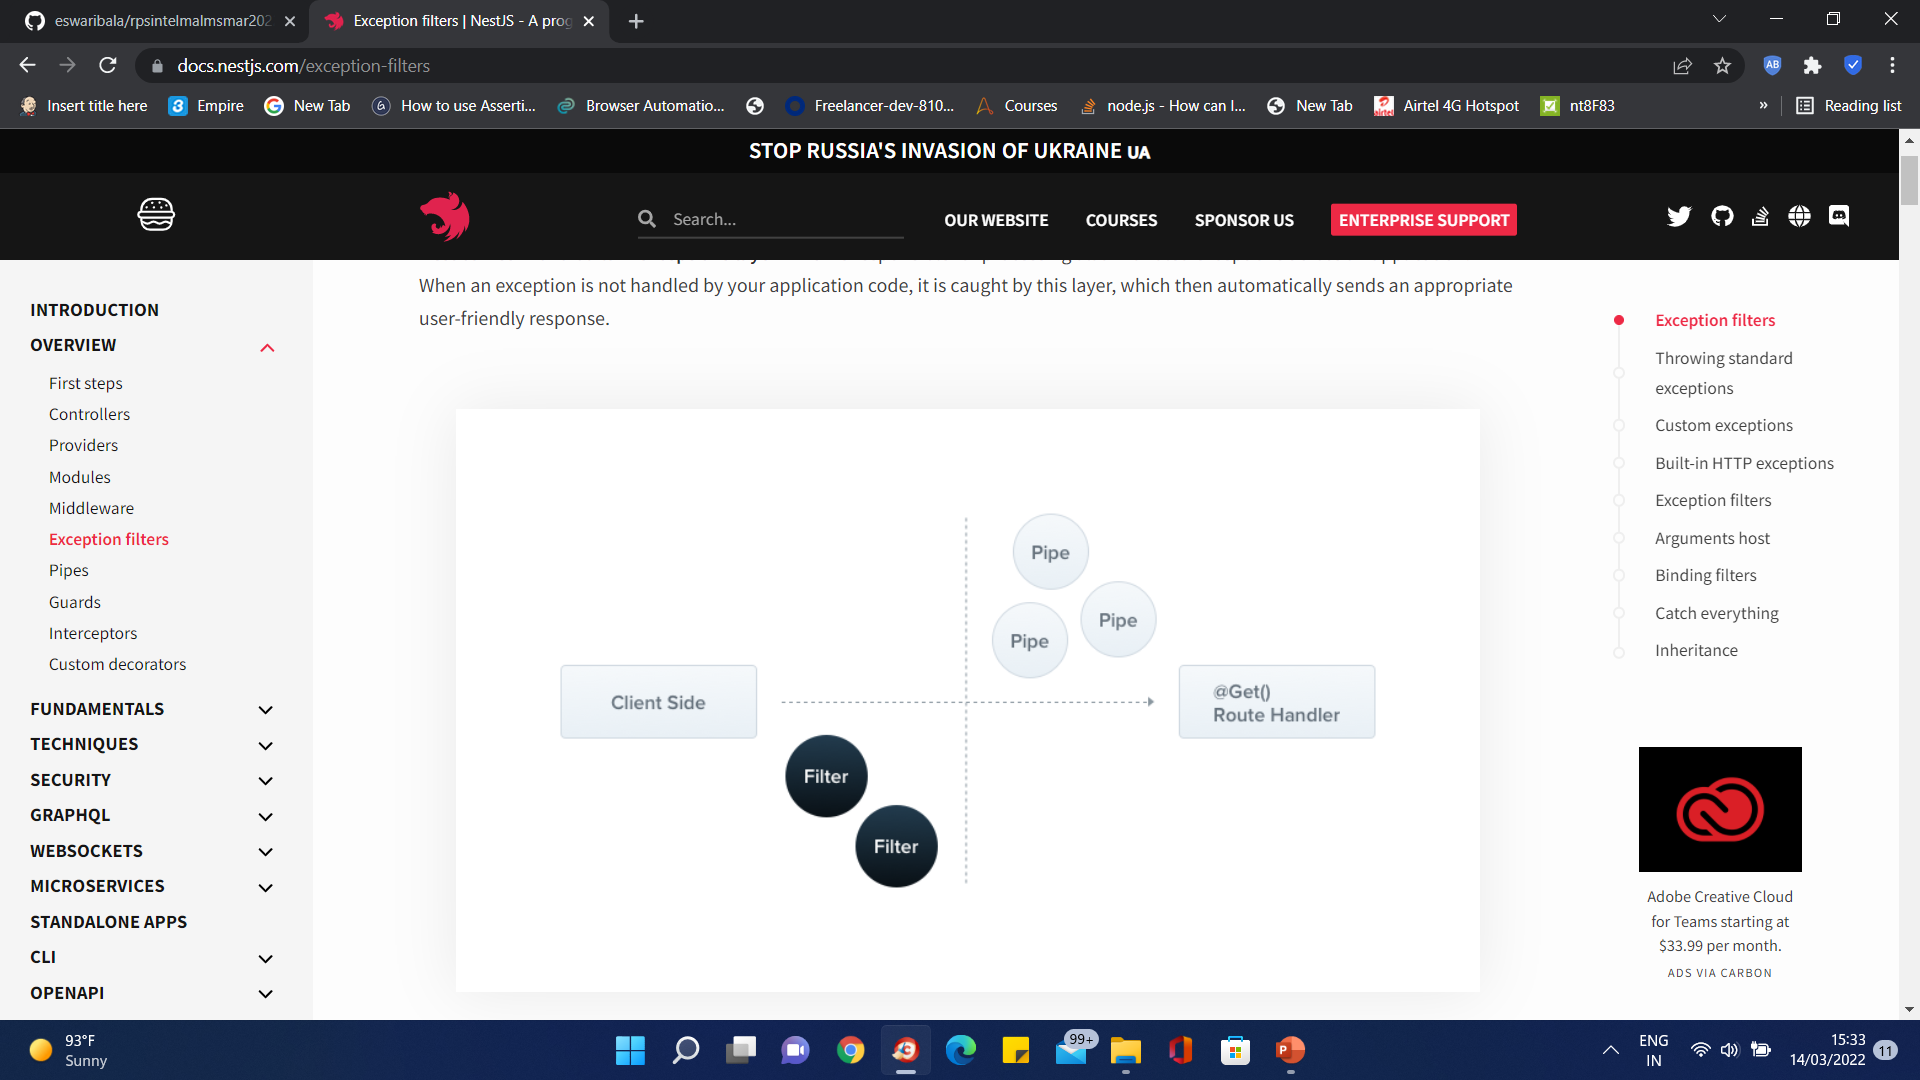 eswaribala/rpsintelmalmsmar202
Exception filters | NestJS - A prog
docs.nestjs.com/exception-filters
Insert title here
Empire
New Tab
How to use Asserti...
Browser Automatio...
Freelancer-dev-810...
Courses
node.js - How can I...
New Tab
Airtel 4G Hotspot
nt8F83
»
Reading list
STOP RUSSIA'S INVASION OF UKRAINE UA
Search...
OUR WEBSITE
COURSES
SPONSOR US
ENTERPRISE SUPPORT
INTRODUCTION
OVERVIEW
First steps
Controllers
Providers
Modules
Middleware
Exception filters
Pipes
Guards
Interceptors
Custom decorators
FUNDAMENTALS
TECHNIQUES
SECURITY
GRAPHQL
WEBSOCKETS
MICROSERVICES
STANDALONE APPS
CLI
OPENAPI
When an exception is not handled by your application code, it is caught by this layer, which then automatically sends an appropriate
user-friendly response.
Pipe
Pipe
Pipe
Client Side
@Get()
Route Handler
Filter
Filter
Exception filters
Throwing standard
exceptions
Custom exceptions
Built-in HTTP exceptions
Exception filters
Arguments host
Binding filters
Catch everything
Inheritance
Adobe Creative Cloud
for Teams starting at
$33.99 per month.
ADS VIA CARBON
93°F
Sunny
99+
ENG
IN
15:33
14/03/2022
11